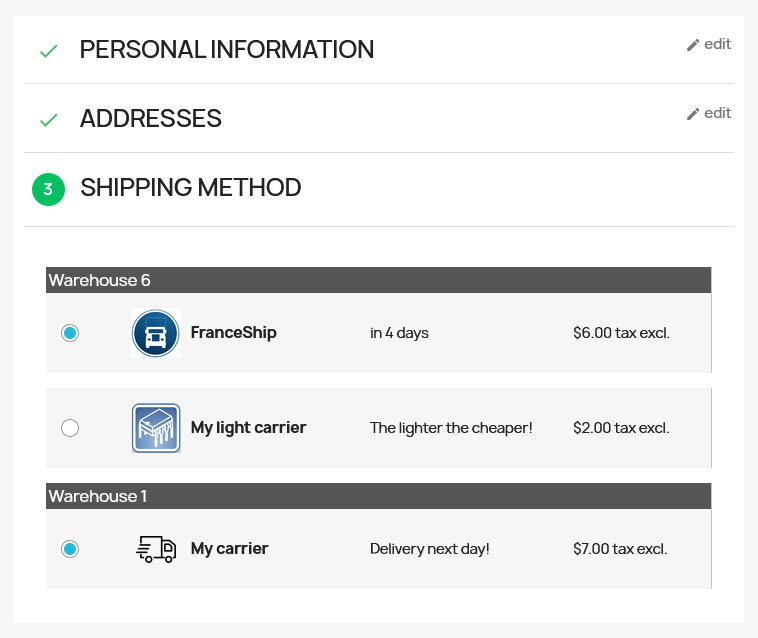 PERSONAL INFORMATION edit
ADDRESSES edit
3 SHIPPING METHOD
Warehouse 6
FranceShip in 4 days $6.00 tax excl.
My light carrier The lighter the cheaper! $2.00 tax excl.
Warehouse 1
My carrier Delivery next day! $7.00 tax excl.